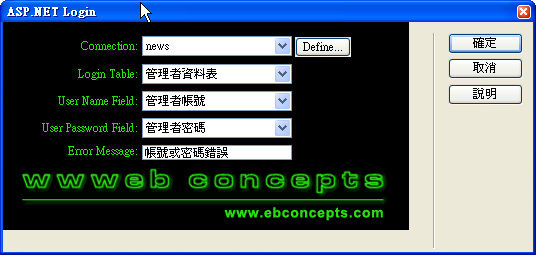 ASP.NET Login
Connection: news Define... 確定
Login Table: 管理者資料表 取消
User Name Field: 管理者帳號 說明
User Password Field: 管理者密碼
Error Message: 帳號或密碼錯誤
wwweb concepts
www.ebconcepts.com